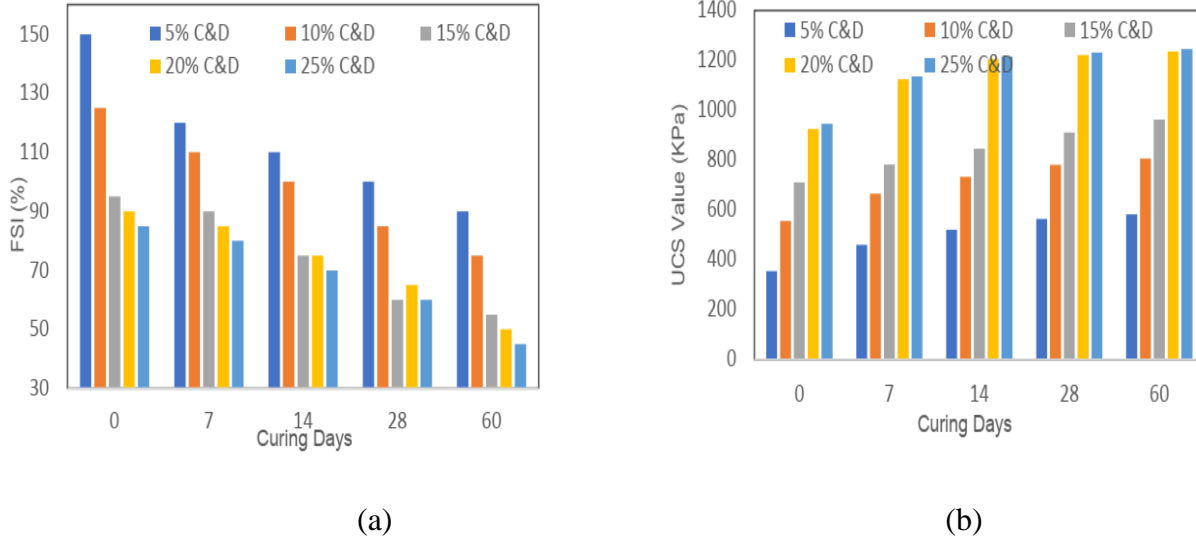 150
130
110
90
70
50
30
FSI (%)
5% C&D 10% C&D 15% C&D
20% C&D 25% C&D
0 7 14 28 60
Curing Days
(a)
1400
1200
1000
800
600
400
200
0
UCS Value (KPa)
5% C&D 10% C&D 15% C&D
20% C&D 25% C&D
0 7 14 28 60
Curing Days
(b)